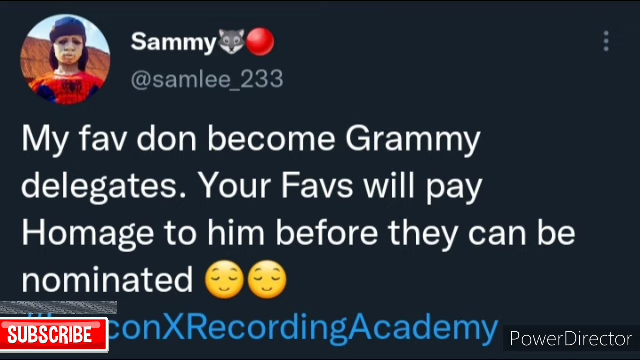 Sammy
@samlee_233
My fav don become Grammy
delegates. Your Favs will pay
Homage to him before they can be
nominated 😌😌
conXRecordingAcademy
SUBSCRIBE
PowerDirector